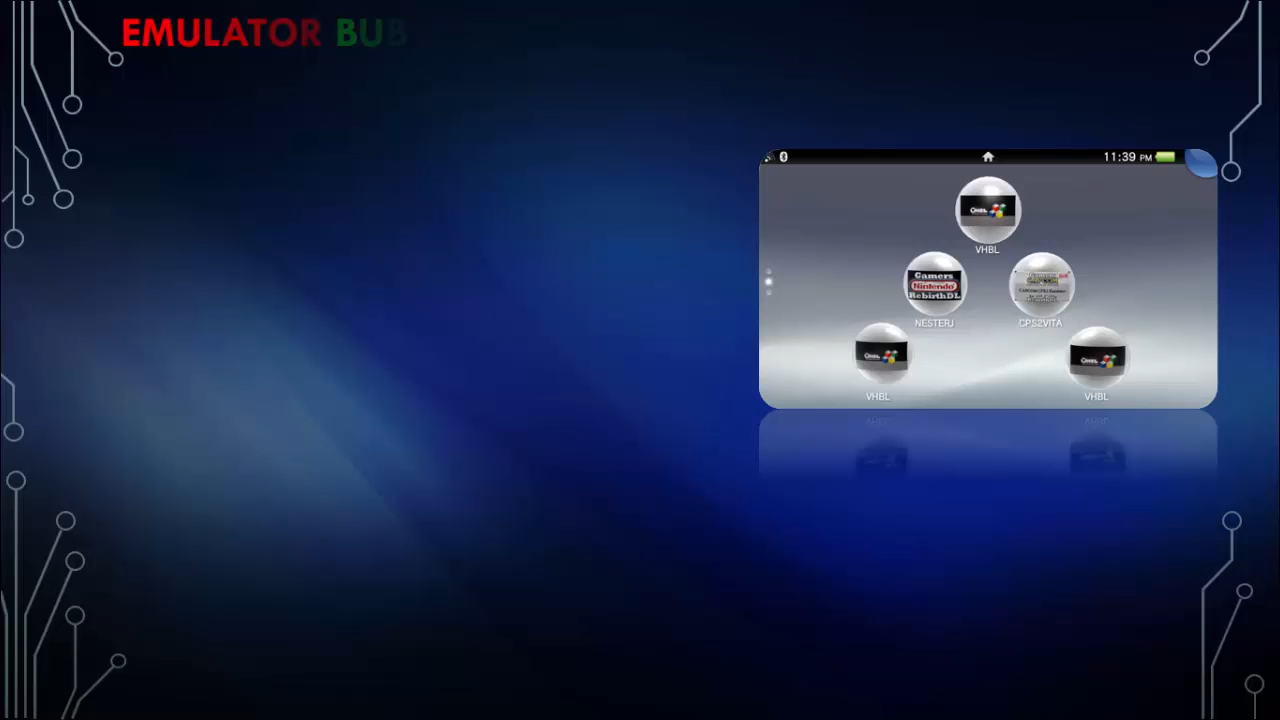 EMULATOR BUB
11:39 PM
VHBL
Gamers
Nintendo
RebirthDL
NESTERJ
CPS2VITA
VHBL
VHBL